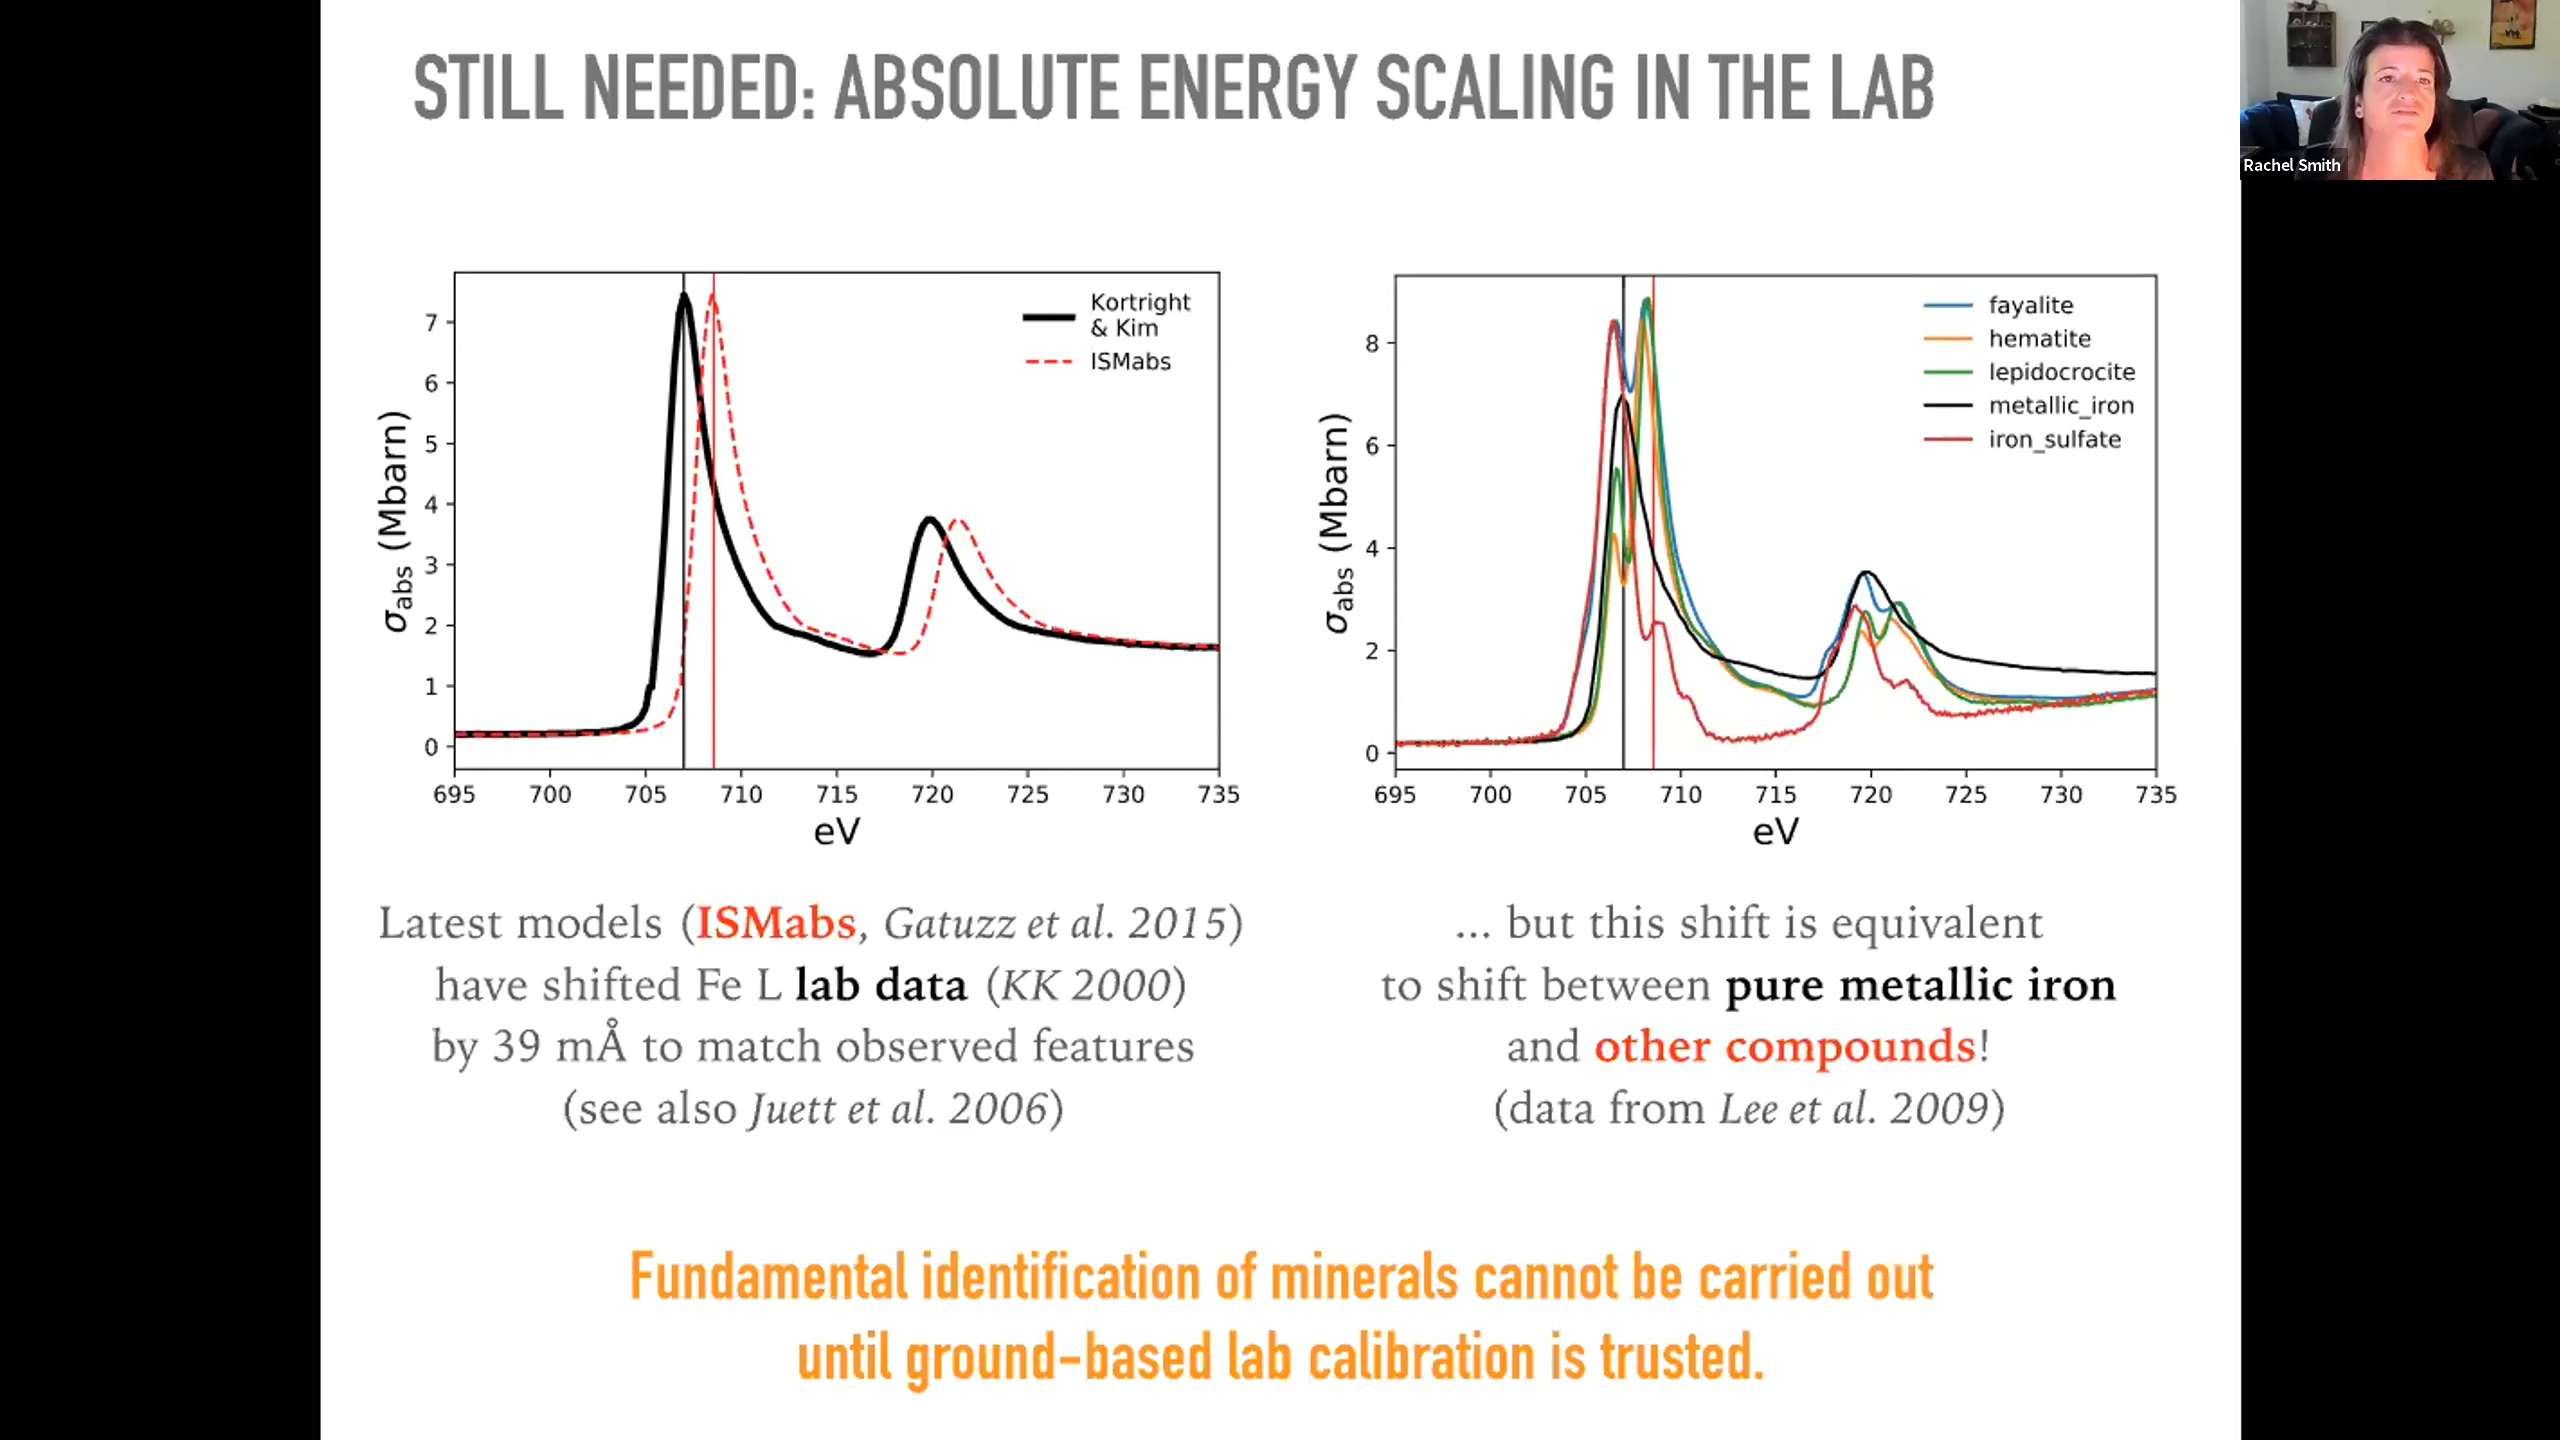 STILL NEEDED: ABSOLUTE ENERGY SCALING IN THE LAB
Rachel Smith
Kortright
& Kim
ISMabs
7
6
5
4
3
2
1
0
σabs (Mbarn)
695 700 705 710 715 720 725 730 735
eV
fayalite
hematite
lepidocrocite
metallic_iron
iron_sulfate
8
6
4
2
0
σabs (Mbarn)
695 700 705 710 715 720 725 730 735
eV
Latest models (ISMabs, Gatuzz et al. 2015)
have shifted Fe L lab data (KK 2000)
by 39 mÅ to match observed features
(see also Juett et al. 2006)
... but this shift is equivalent
to shift between pure metallic iron
and other compounds!
(data from Lee et al. 2009)
Fundamental identification of minerals cannot be carried out
until ground-based lab calibration is trusted.